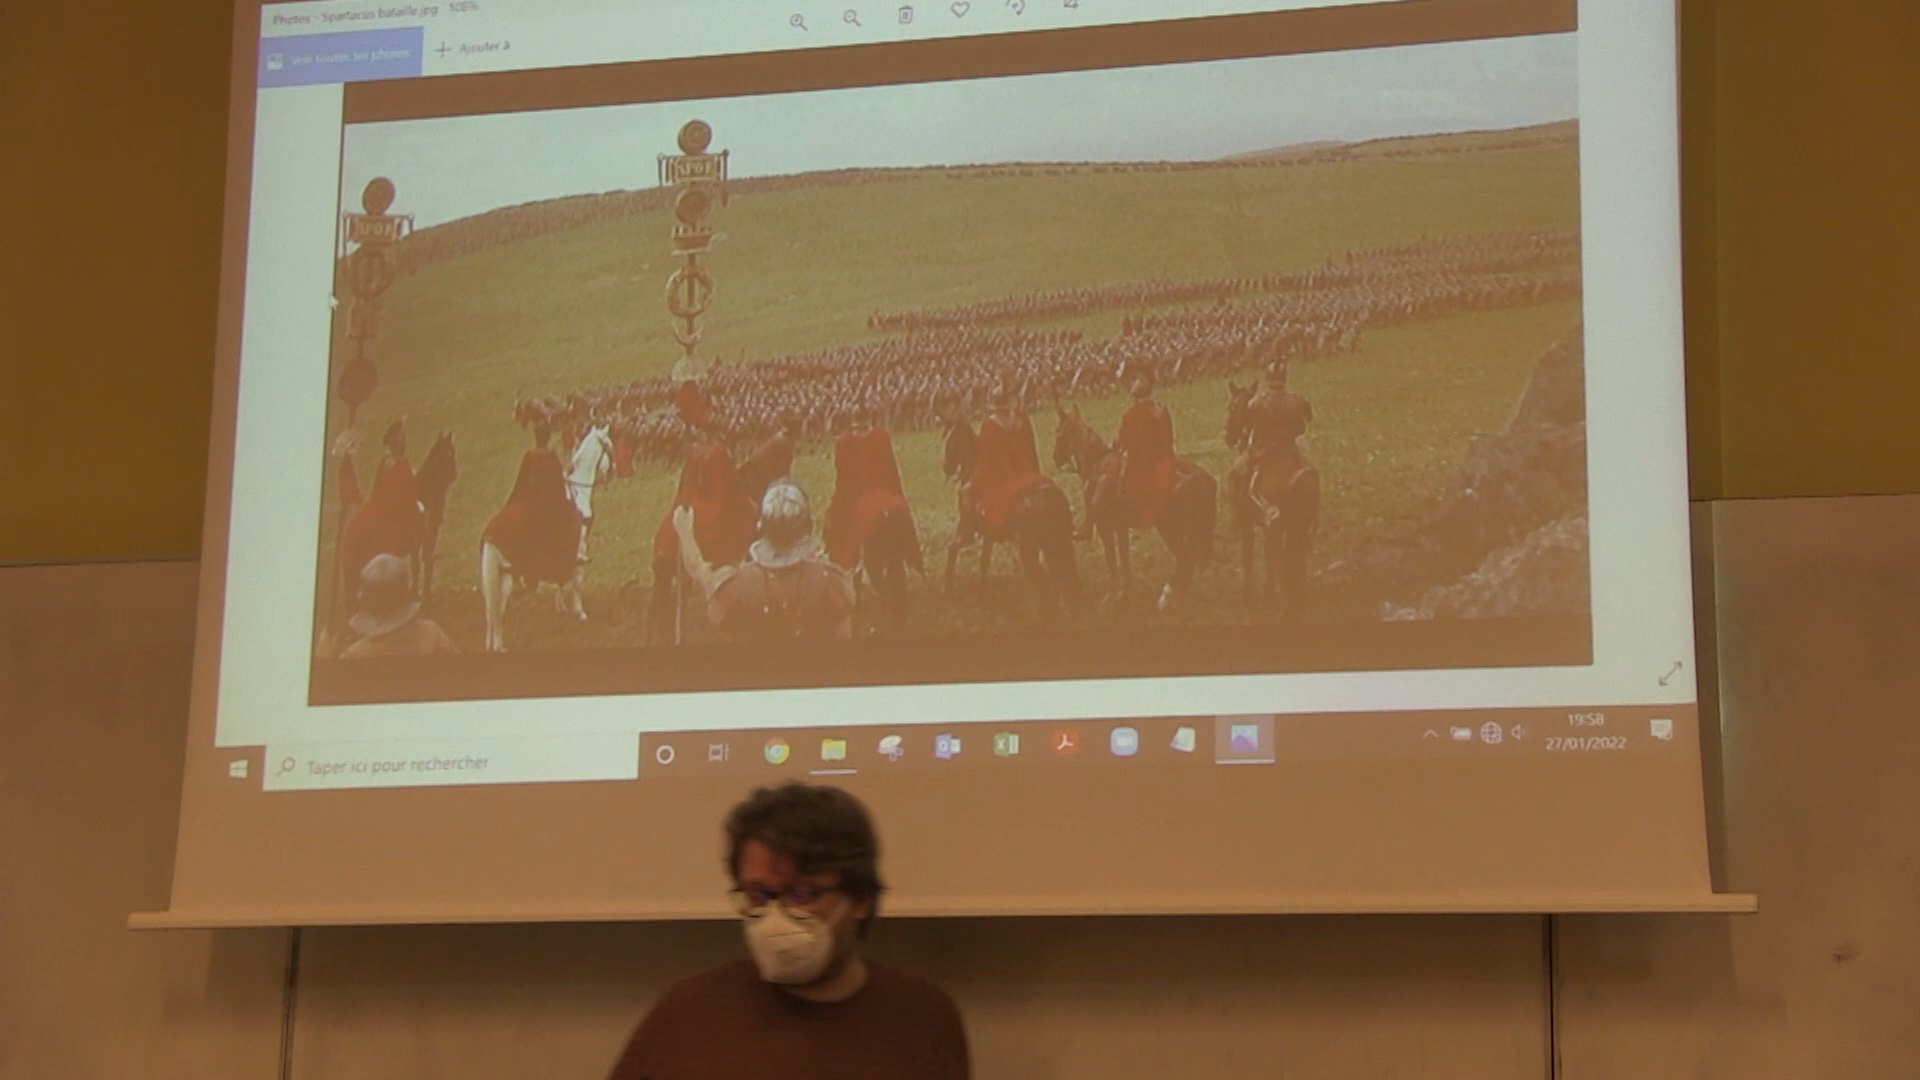 Photos - Spartacus bataille.jpg 108%
Voir toutes les photos
Ajouter à
SPQR
SPQR
Taper ici pour rechercher
19:58
27/01/2022